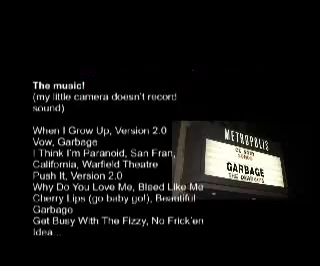 The music!
(my little camera doesn't record
sound)
When I Grow Up, Version 2.0
Vow, Garbage
I Think I'm Paranoid, San Fran,
California, Warfield Theatre
Push It, Version 2.0
Why Do You Love Me, Bleed Like Me
Cherry Lips (go baby go!), Beautiful
Garbage
Get Busy With The Fizzy, No Frick'en
Idea...
METROPOLIS
GARBAGE